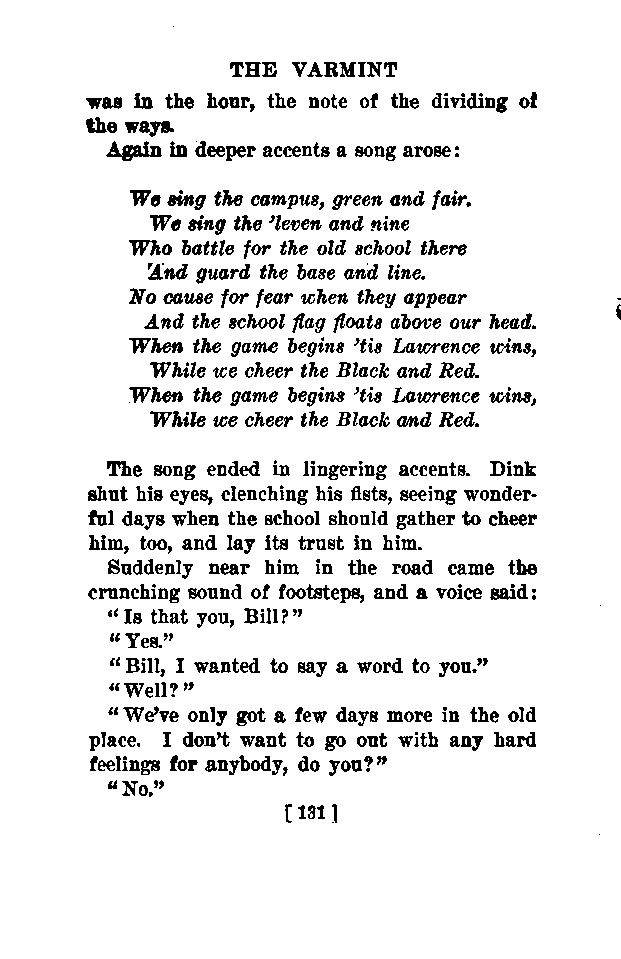 THE VARMINT
was in the hour, the note of the dividing of
the ways.
Again in deeper accents a song arose:
We sing the campus, green and fair.
We sing the 'leven and nine
Who battle for the old school there
And guard the base and line.
No cause for fear when they appear
And the school flag floats above our head.
When the game begins 'tis Lawrence wins,
While we cheer the Black and Red.
When the game begins 'tis Lawrence wins,
While we cheer the Black and Red.
The song ended in lingering accents. Dink
shut his eyes, clenching his fists, seeing wonder-
ful days when the school should gather to cheer
him, too, and lay its trust in him.
Suddenly near him in the road came the
crunching sound of footsteps, and a voice said:
"Is that you, Bill?"
"Yes."
"Bill, I wanted to say a word to you."
"Well?"
"We've only got a few days more in the old
place. I don't want to go out with any hard
feelings for anybody, do you?"
"No."
[131]